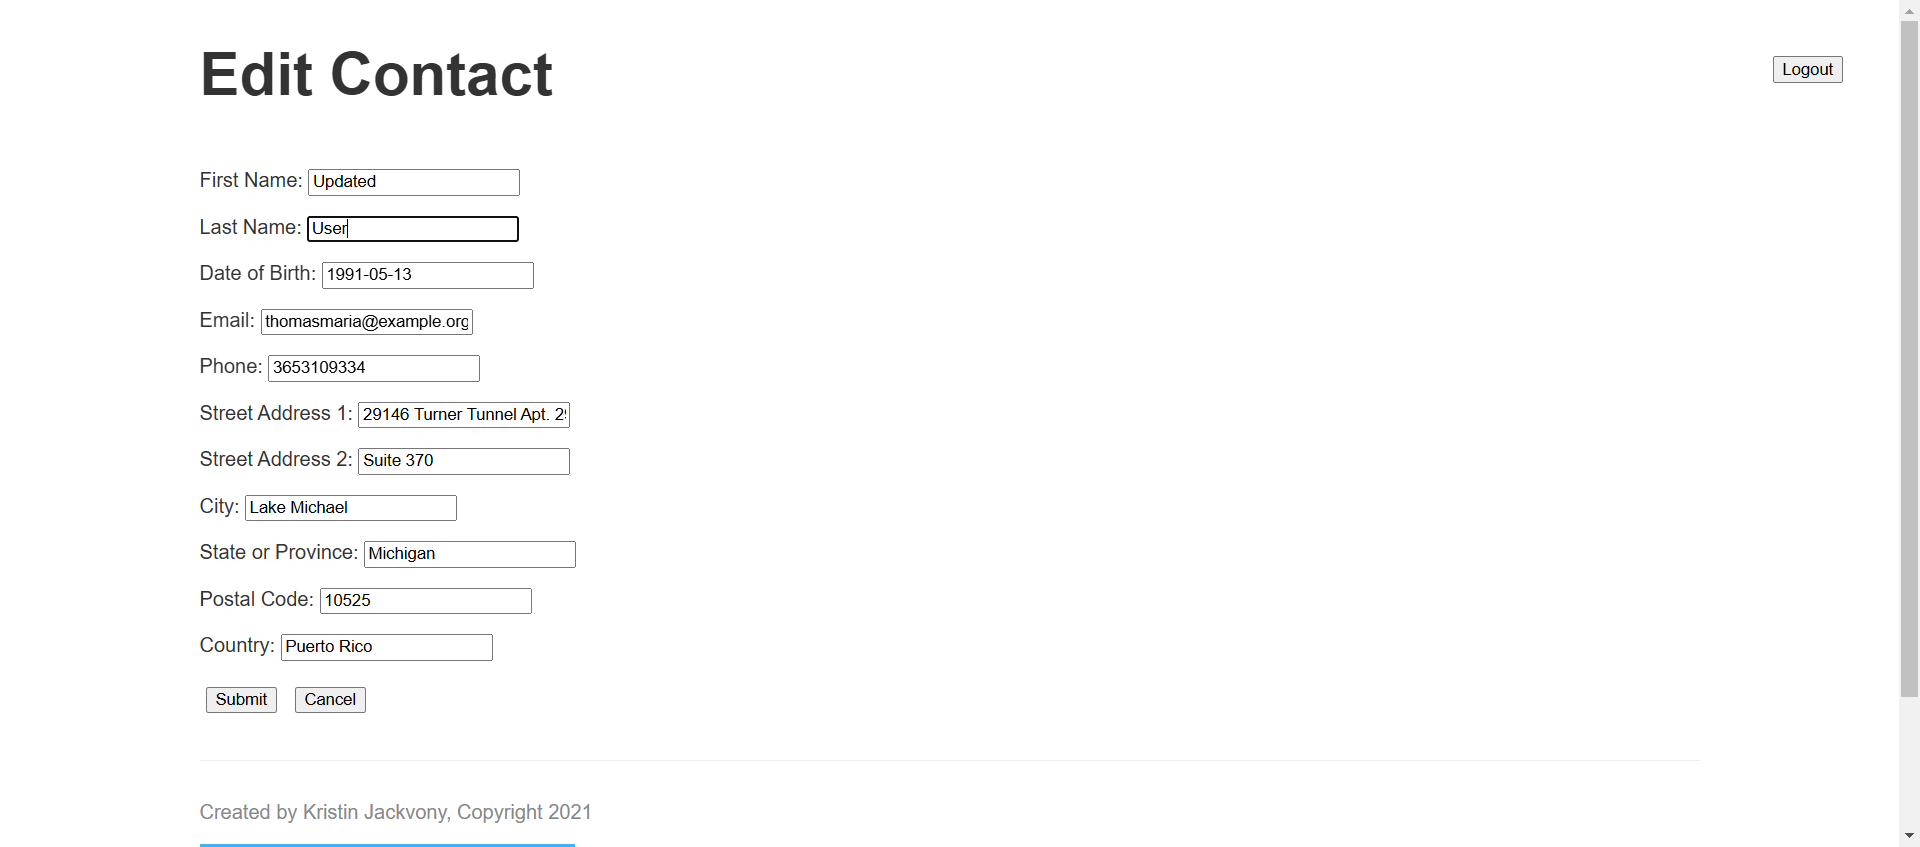 Edit Contact
Logout
First Name: Updated
Last Name: User
Date of Birth: 1991-05-13
Email: thomasmaria@example.org
Phone: 3653109334
Street Address 1: 29146 Turner Tunnel Apt.
Street Address 2: Suite 370
City: Lake Michael
State or Province: Michigan
Postal Code: 10525
Country: Puerto Rico
Submit Cancel
Created by Kristin Jackvony, Copyright 2021